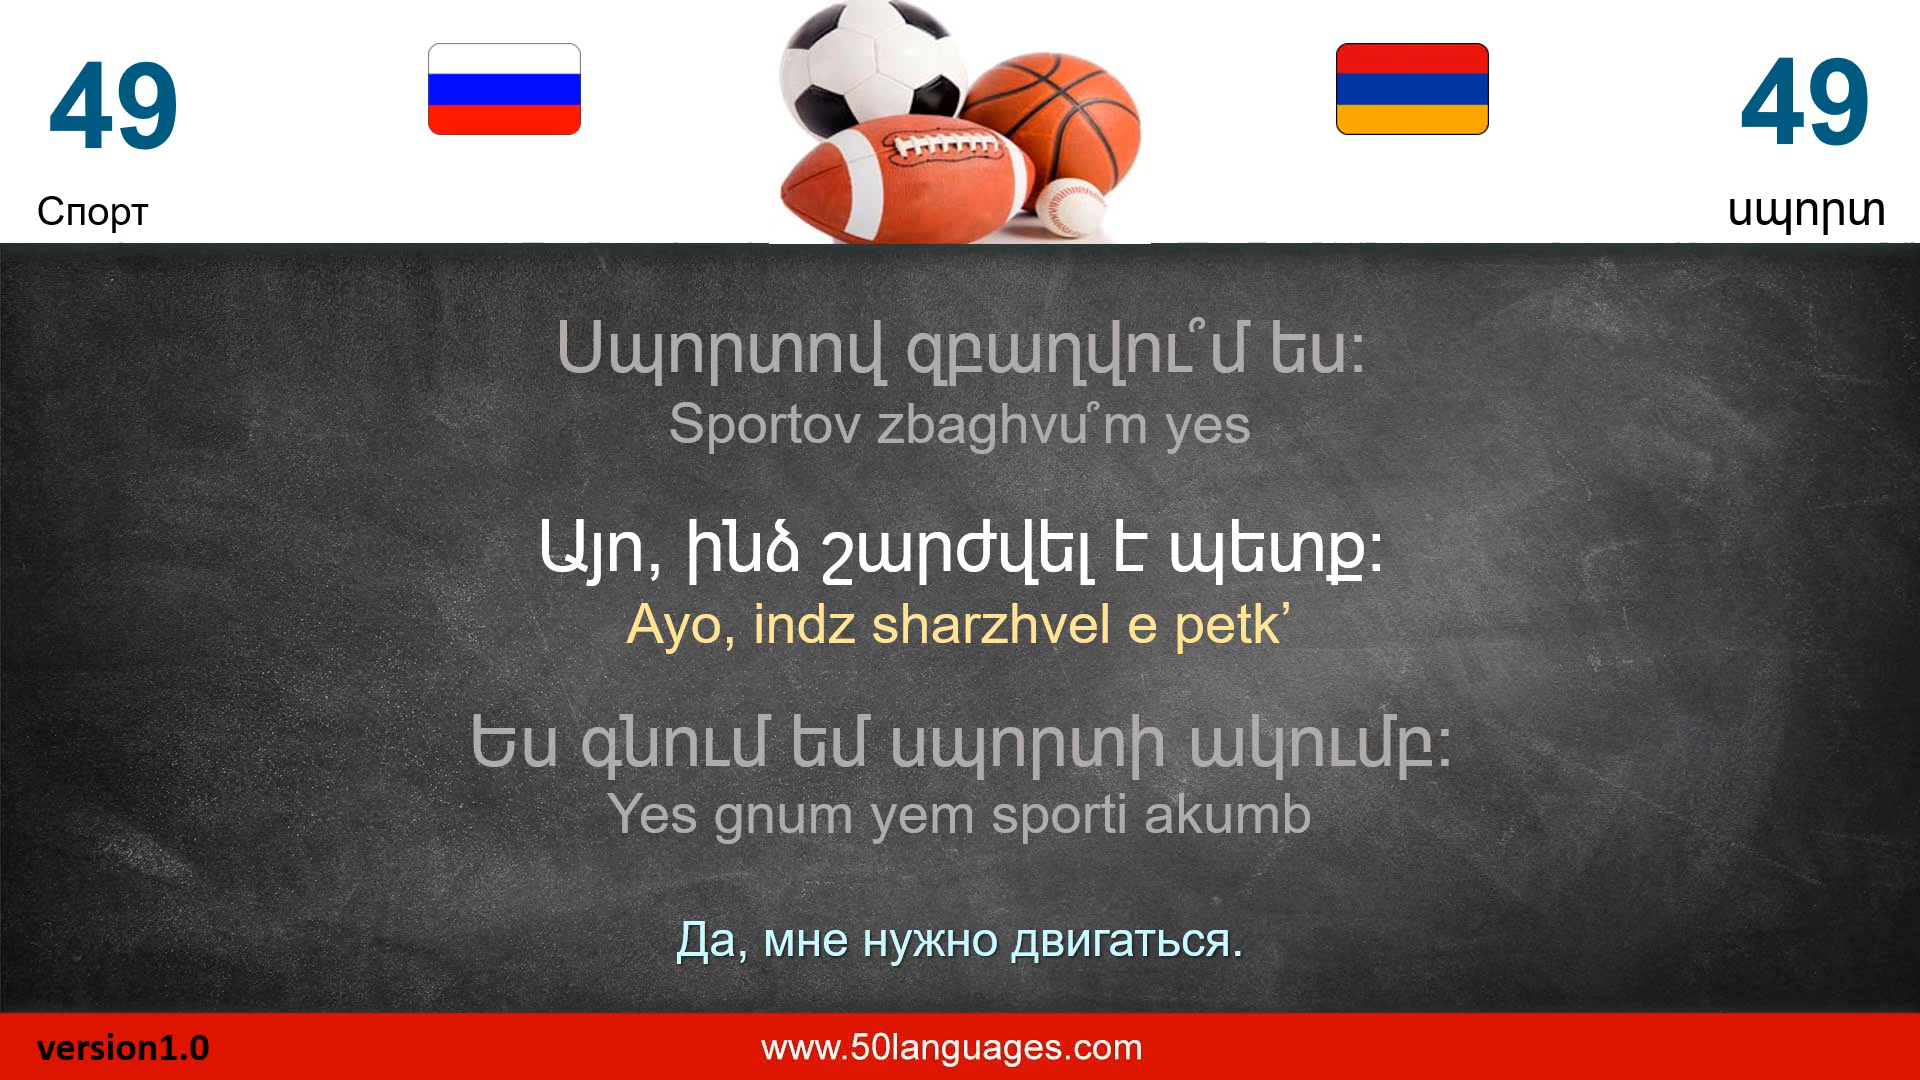 49
49
Спорт
սպորտ
Սպորտով զբաղվու՞մ ես:
Sportov zbaghvu՞m yes
Այո, ինձ շարժվել է պետք:
Ayo, indz sharzhvel e petk’
Ես գնում եմ սպորտի ակումբ:
Yes gnum yem sporti akumb
Да, мне нужно двигаться.
version1.0
www.50languages.com